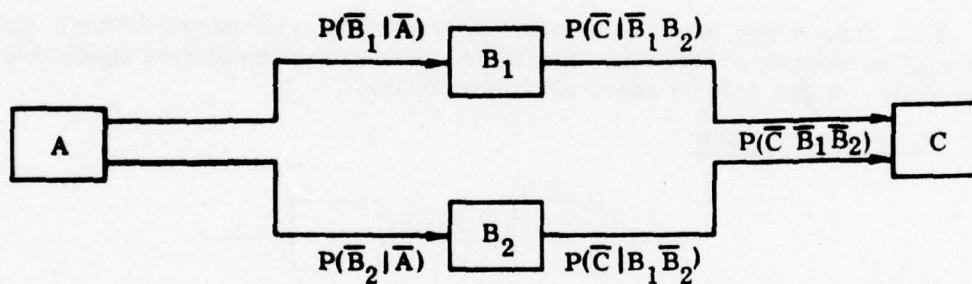 P(B̅₁|A̅) P(C̅|B̅₁B₂)
B₁
A
P(C̅ B̅₁B̅₂)
C
B₂
P(B̅₂|A̅) P(C̅|B₁B̅₂)